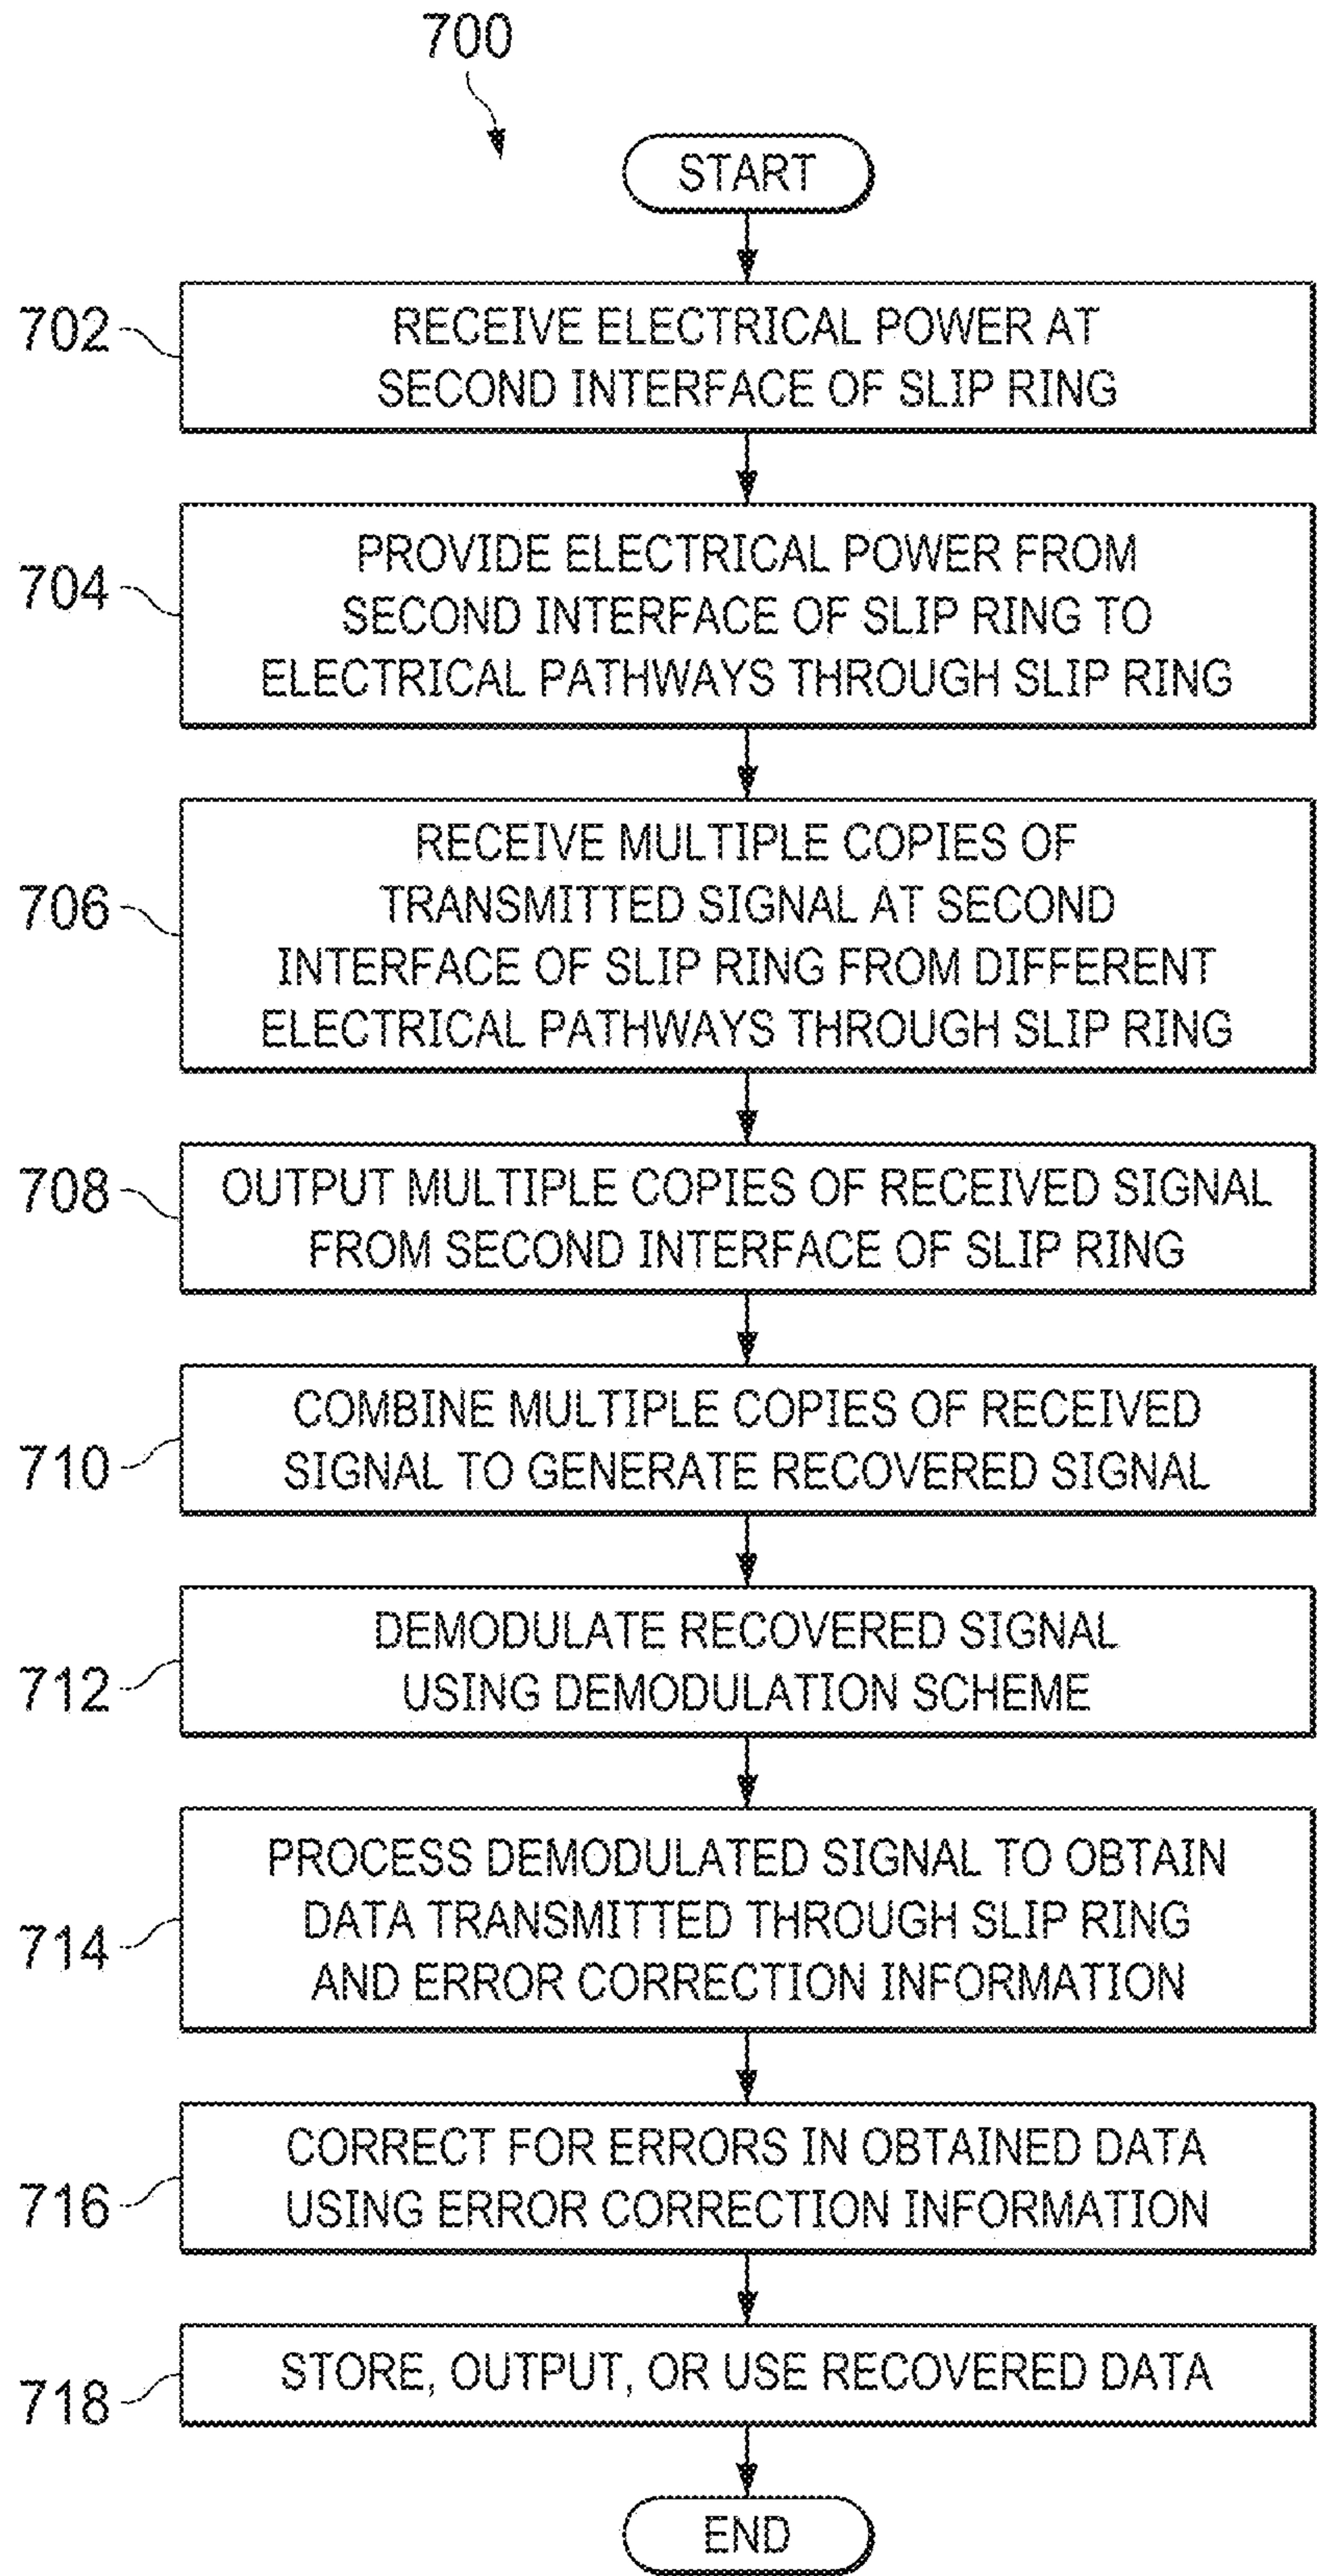 700
START
702
RECEIVE ELECTRICAL POWER AT
SECOND INTERFACE OF SLIP RING
704
PROVIDE ELECTRICAL POWER FROM
SECOND INTERFACE OF SLIP RING TO
ELECTRICAL PATHWAYS THROUGH SLIP RING
706
RECEIVE MULTIPLE COPIES OF
TRANSMITTED SIGNAL AT SECOND
INTERFACE OF SLIP RING FROM DIFFERENT
ELECTRICAL PATHWAYS THROUGH SLIP RING
708
OUTPUT MULTIPLE COPIES OF RECEIVED SIGNAL
FROM SECOND INTERFACE OF SLIP RING
710
COMBINE MULTIPLE COPIES OF RECEIVED
SIGNAL TO GENERATE RECOVERED SIGNAL
712
DEMODULATE RECOVERED SIGNAL
USING DEMODULATION SCHEME
714
PROCESS DEMODULATED SIGNAL TO OBTAIN
DATA TRANSMITTED THROUGH SLIP RING
AND ERROR CORRECTION INFORMATION
716
CORRECT FOR ERRORS IN OBTAINED DATA
USING ERROR CORRECTION INFORMATION
718
STORE, OUTPUT, OR USE RECOVERED DATA
END